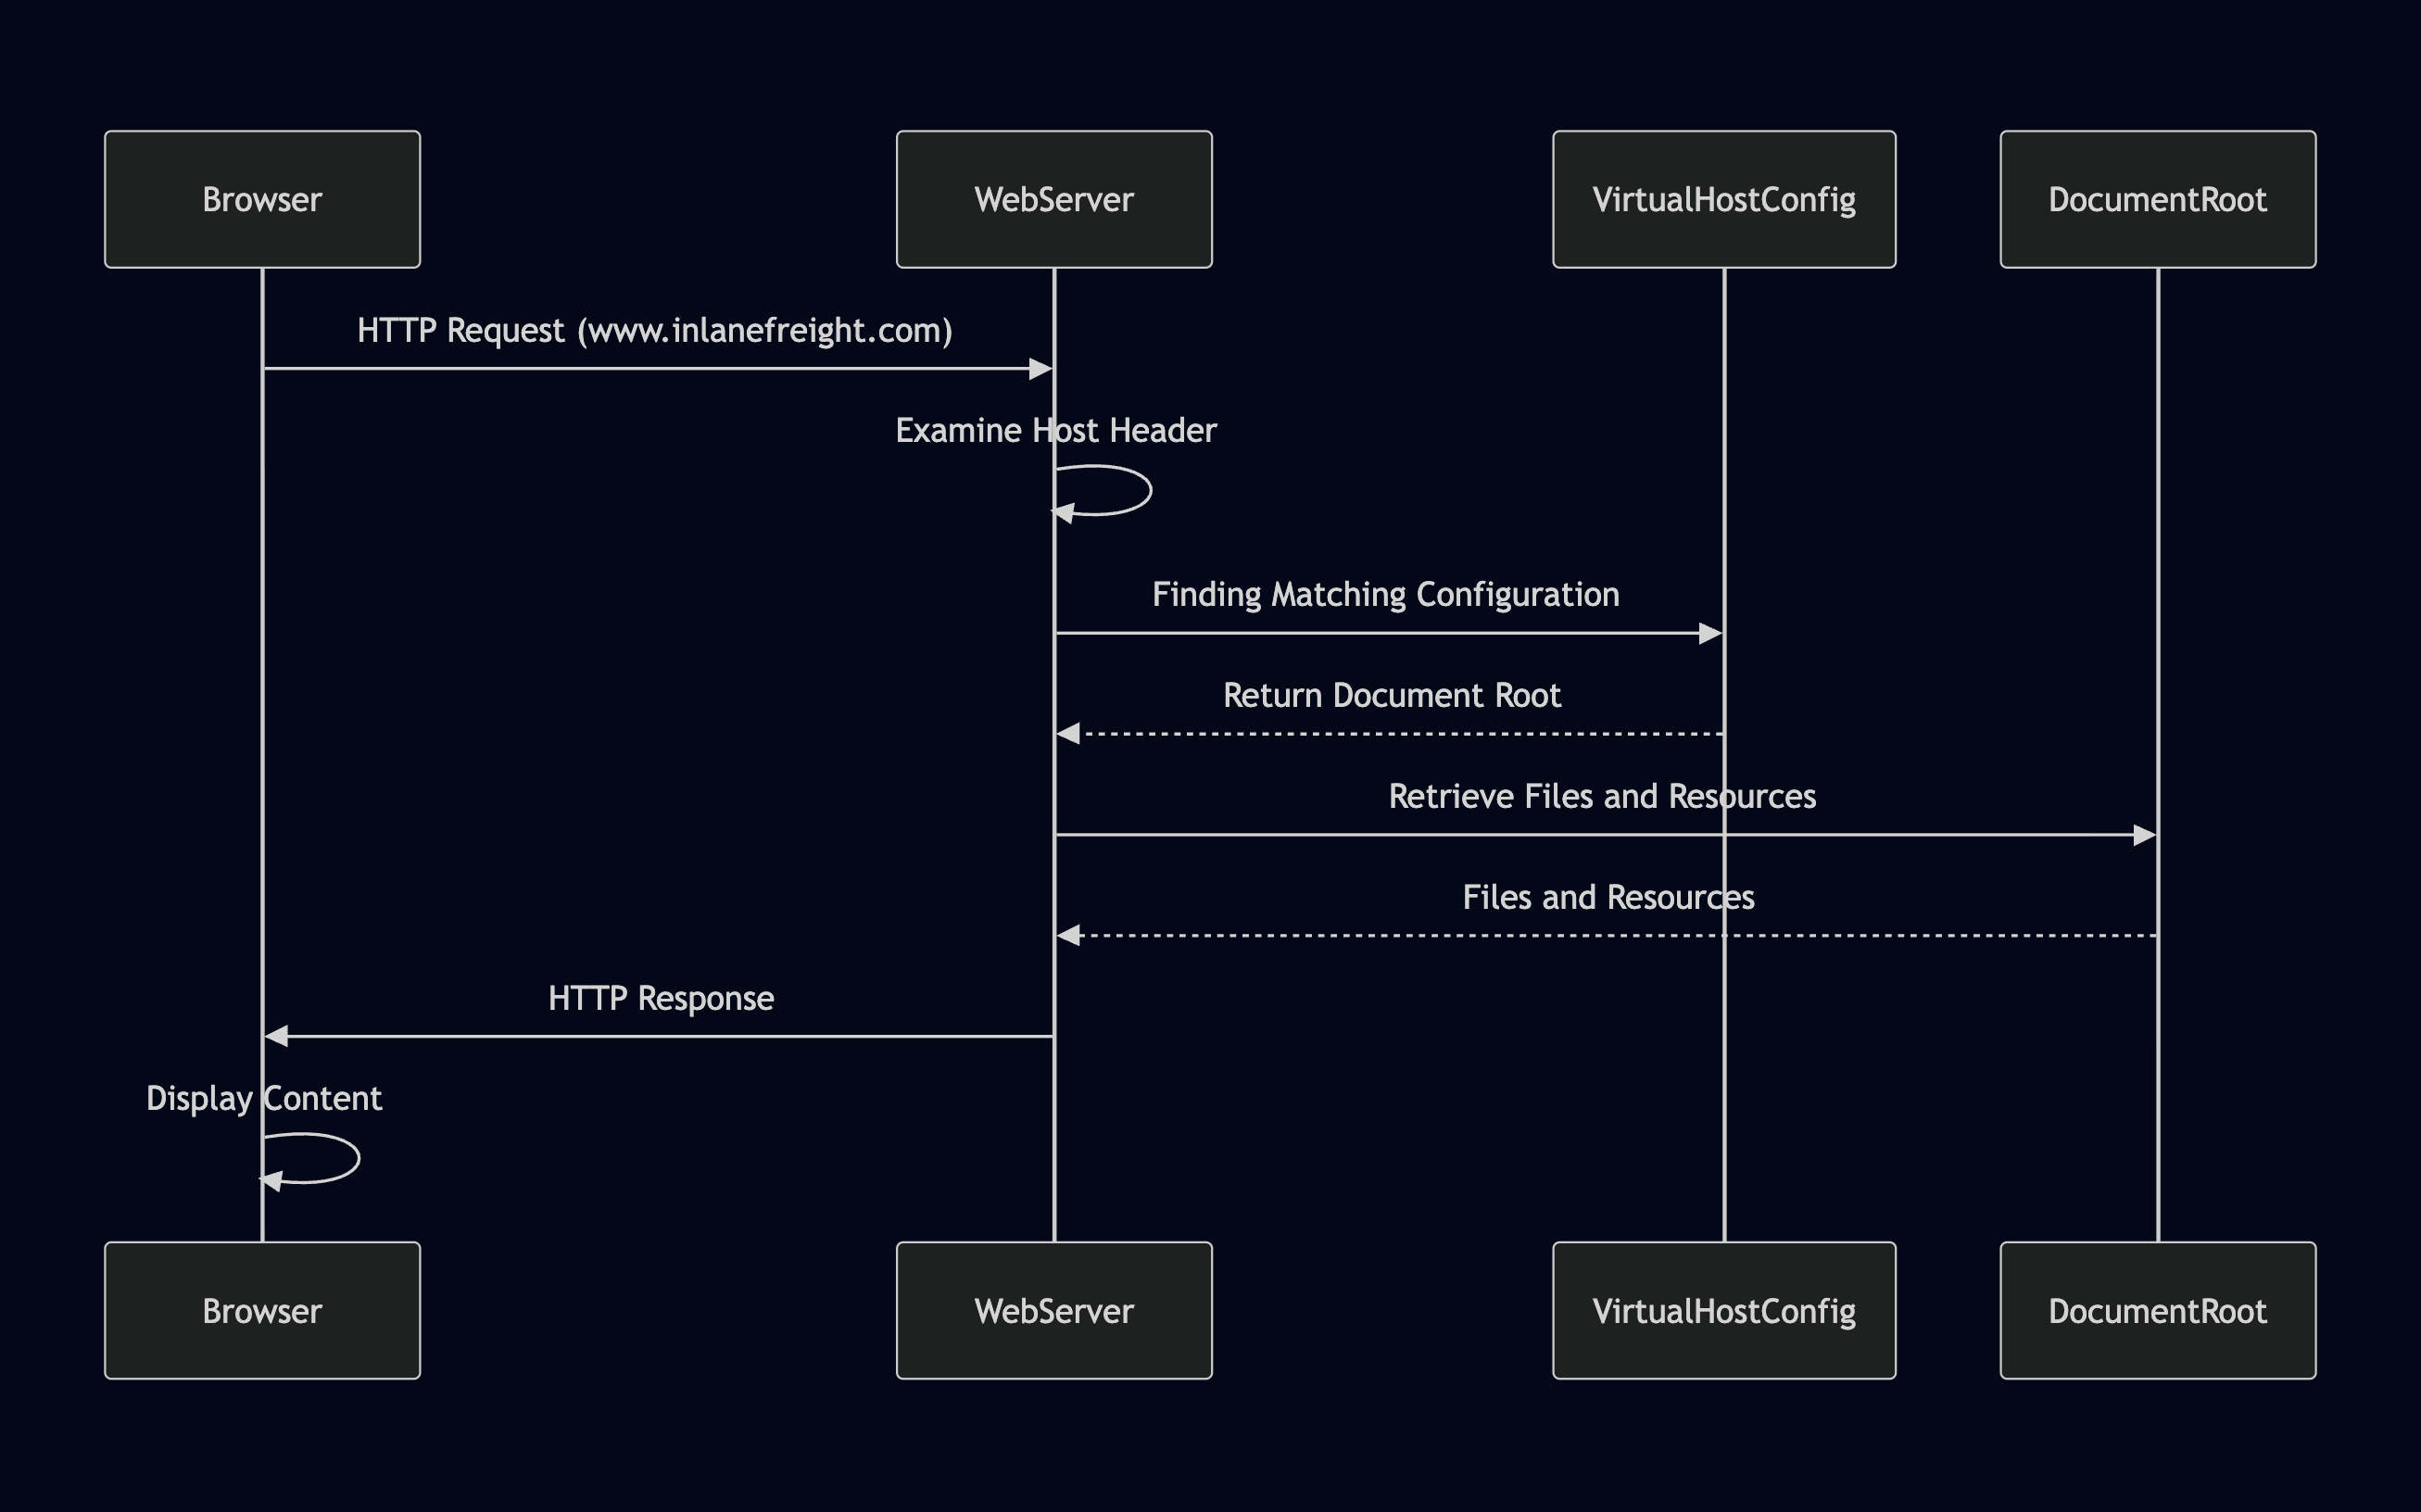 Browser
WebServer
VirtualHostConfig
DocumentRoot
HTTP Request (www.inlanefreight.com)
Examine Host Header
Finding Matching Configuration
Return Document Root
Retrieve Files and Resources
Files and Resources
HTTP Response
Display Content
Browser
WebServer
VirtualHostConfig
DocumentRoot